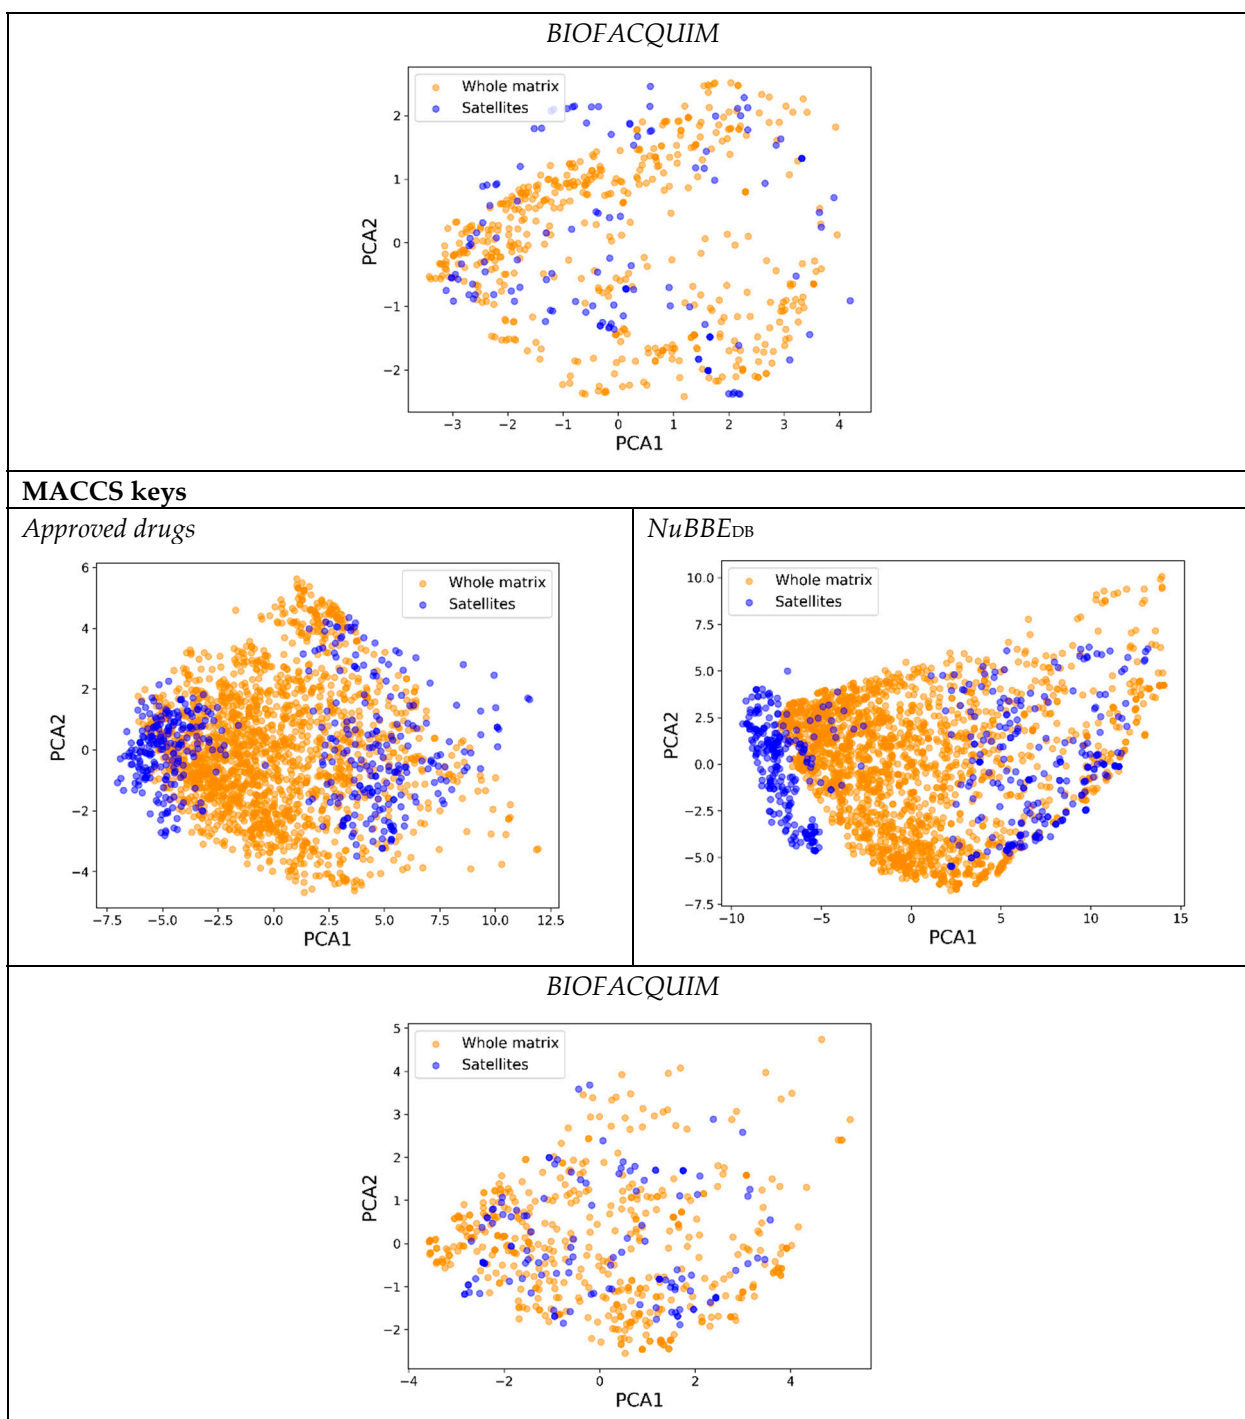 BIOFACQUIM
Whole matrix
Satellites
2
1
0
−1
−2
PCA2
−3
−2
−1
0
1
2
3
4
PCA1
MACCS keys
Approved drugs
Whole matrix
Satellites
6
4
2
0
−2
−4
PCA2
−7.5
−5.0
−2.5
0.0
2.5
5.0
7.5
10.0
12.5
PCA1
NuBBEDB
Whole matrix
Satellites
10.0
7.5
5.0
2.5
0.0
−2.5
−5.0
−7.5
PCA2
−10
−5
0
5
10
15
PCA1
BIOFACQUIM
Whole matrix
Satellites
5
4
3
2
1
0
−1
−2
PCA2
−4
−2
0
2
4
PCA1